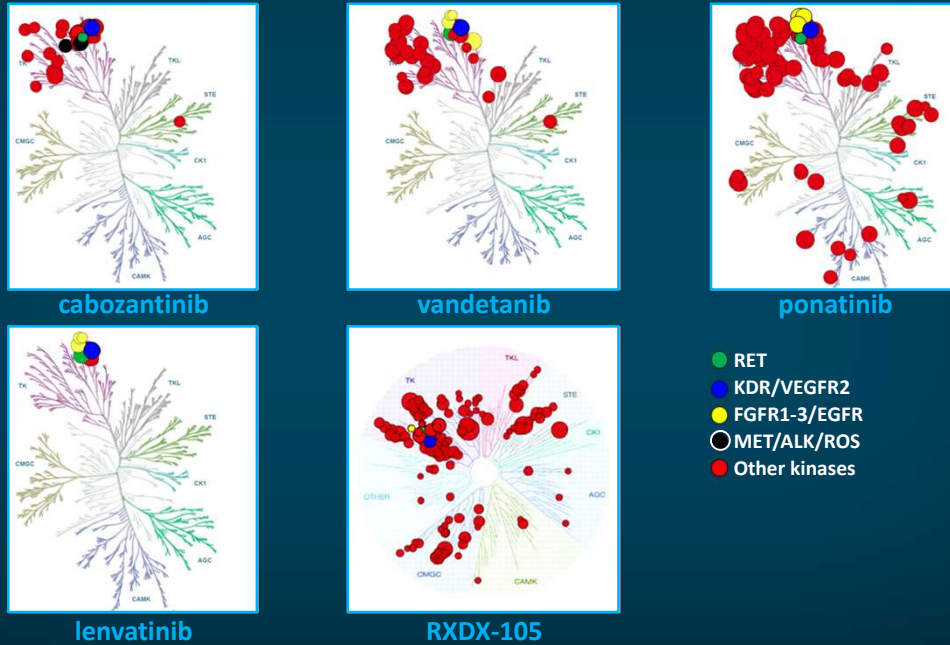 TK
TKL
STE
CMGC
CK1
AGC
CAMK
cabozantinib
TK
TKL
STE
CMGC
CK1
AGC
CAMK
vandetanib
TKL
STE
CMGC
CK1
AGC
CAMK
ponatinib
TK
TKL
STE
CMGC
CK1
AGC
CAMK
lenvatinib
TK
TKL
STE
CK1
AGC
CAMK
CMGC
OTHER
RXDX-105
RET
KDR/VEGFR2
FGFR1-3/EGFR
MET/ALK/ROS
Other kinases